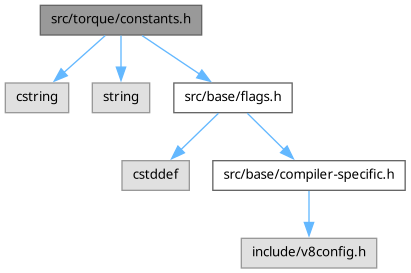 src/torque/constants.h
cstring
string
src/base/flags.h
cstddef
src/base/compiler-specific.h
include/v8config.h